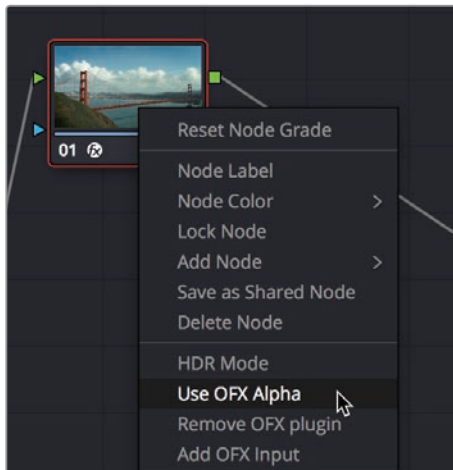 01 fx
Reset Node Grade
Node Label
Node Color
Lock Node
Add Node
Save as Shared Node
Delete Node
HDR Mode
Use OFX Alpha
Remove OFX plugin
Add OFX Input